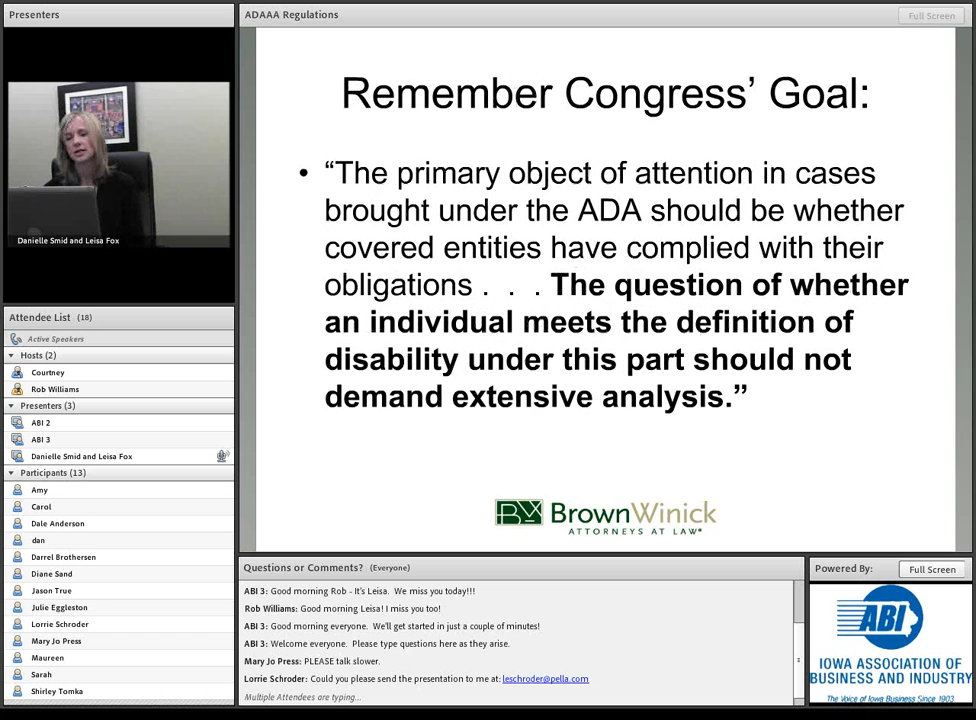 Presenters
Danielle Smid and Leisa Fox
Attendee List (18)
Active Speakers
Hosts (2)
Courtney
Rob Williams
Presenters (3)
ABI 2
ABI 3
Danielle Smid and Leisa Fox
Participants (13)
Amy
Carol
Dale Anderson
dan
Darrel Brothersen
Diane Sand
Jason True
Julie Eggleston
Lorrie Schroder
Mary Jo Press
Maureen
Sarah
Shirley Tomka
ADAAA Regulations
Full Screen
Remember Congress’ Goal:
• “The primary object of attention in cases
brought under the ADA should be whether
covered entities have complied with their
obligations . . . The question of whether
an individual meets the definition of
disability under this part should not
demand extensive analysis.”
BrownWinick
ATTORNEYS AT LAW®
Questions or Comments? (Everyone)
ABI 3: Good morning Rob - It's Leisa. We miss you today!!!
Rob Williams: Good morning Leisa! I miss you too!
ABI 3: Good morning everyone. We'll get started in just a couple of minutes!
ABI 3: Welcome everyone. Please type questions here as they arise.
Mary Jo Press: PLEASE talk slower.
Lorrie Schroder: Could you please send the presentation to me at: leschroder@pella.com
Multiple Attendees are typing...
Powered By:
Full Screen
ABI
IOWA ASSOCIATION OF
BUSINESS AND INDUSTRY
The Voice of Iowa Business Since 1903